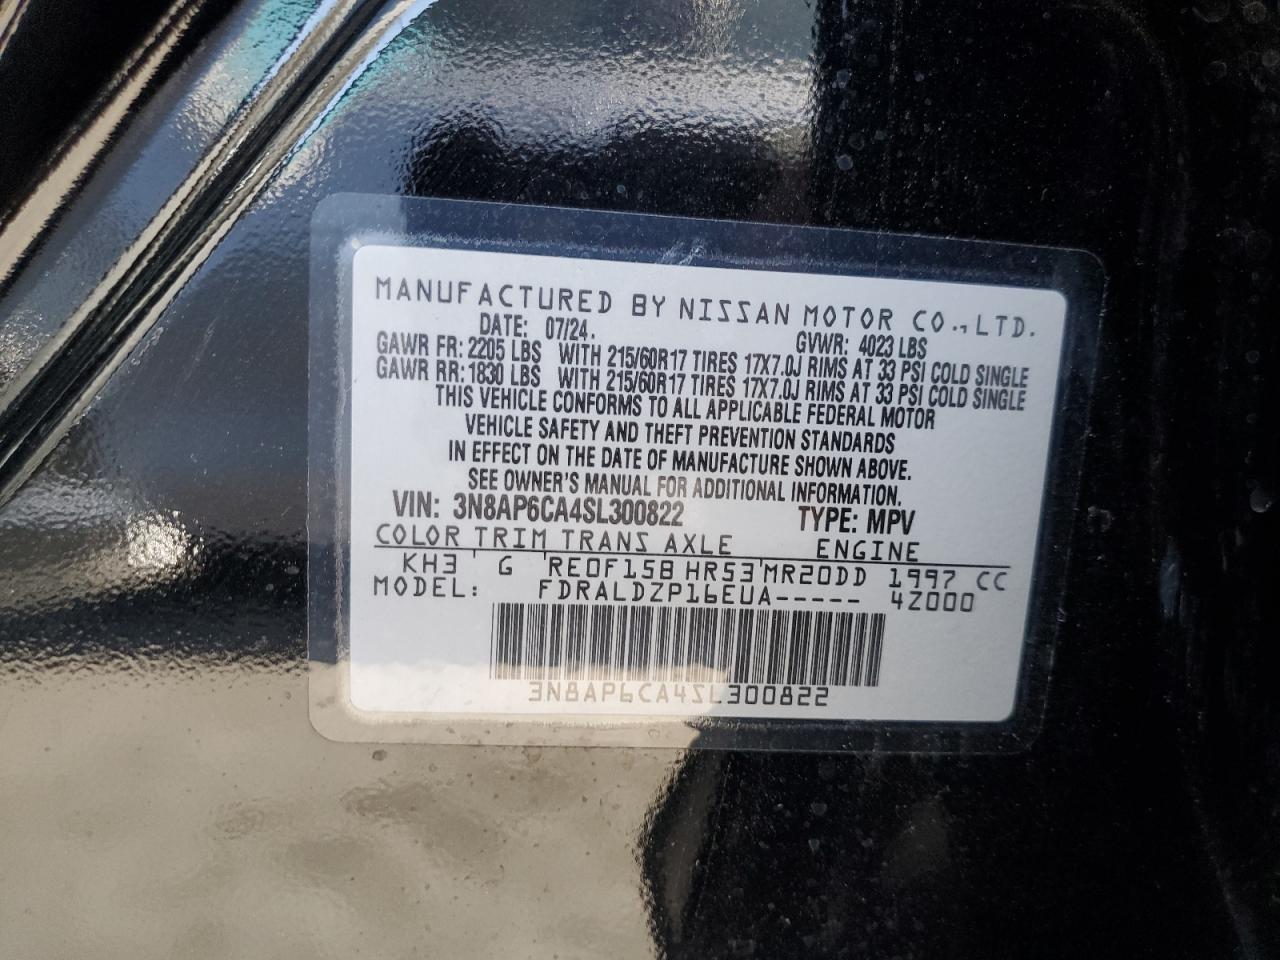 MANUFACTURED BY NISSAN MOTOR CO.,LTD.
DATE: 07/24. GVWR: 4023 LBS
GAWR FR: 2205 LBS WITH 215/60R17 TIRES 17X7.0J RIMS AT 33 PSI COLD SINGLE
GAWR RR: 1830 LBS WITH 215/60R17 TIRES 17X7.0J RIMS AT 33 PSI COLD SINGLE
THIS VEHICLE CONFORMS TO ALL APPLICABLE FEDERAL MOTOR
VEHICLE SAFETY AND THEFT PREVENTION STANDARDS
IN EFFECT ON THE DATE OF MANUFACTURE SHOWN ABOVE.
SEE OWNER'S MANUAL FOR ADDITIONAL INFORMATION.
VIN: 3N8AP6CA4SL300822 TYPE: MPV
COLOR TRIM TRANS AXLE ENGINE
KH3 G RE0F15B HR53 MR20DD 1997 CC
MODEL: FDRALDZP16EUA----- 42000
3N8AP6CA4SL300822